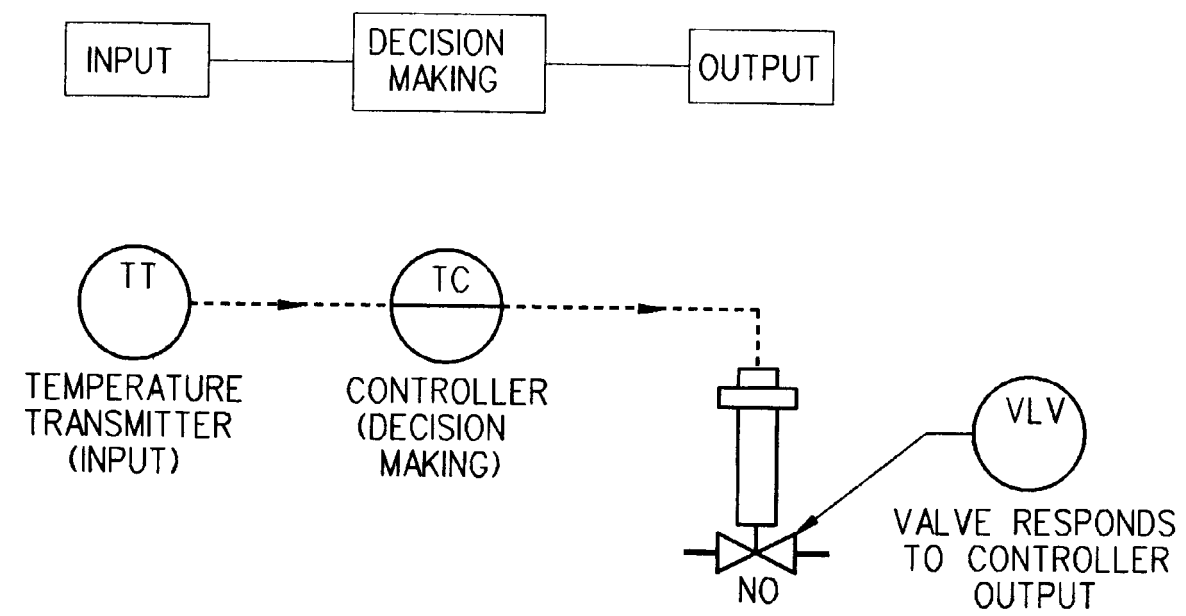 INPUT
DECISION
MAKING
OUTPUT
TT
TC
TEMPERATURE
TRANSMITTER
(INPUT)
CONTROLLER
(DECISION
MAKING)
VLV
VALVE RESPONDS
TO CONTROLLER
OUTPUT
NO